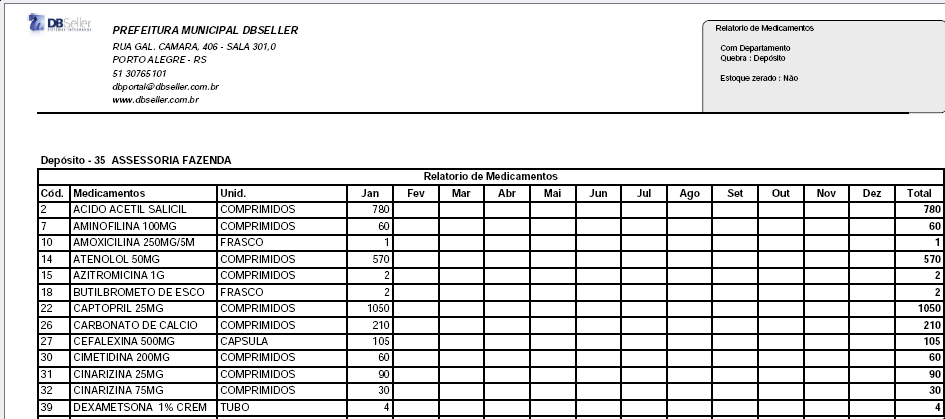 DBSeller
PREFEITURA MUNICIPAL DBSELLER
RUA GAL. CAMARA, 406 - SALA 301,0
PORTO ALEGRE - RS
51 30765101
dbportal@dbseller.com.br
www.dbseller.com.br
Relatorio de Medicamentos
Com Departamento
Quebra : Depósito
Estoque zerado : Não
Depósito - 35 ASSESSORIA FAZENDA
Relatorio de Medicamentos
Cód. Medicamentos Unid. Jan Fev Mar Abr Mai Jun Jul Ago Set Out Nov Dez Total
2 ACIDO ACETIL SALICIL COMPRIMIDOS 780 780
7 AMINOFILINA 100MG COMPRIMIDOS 60 60
10 AMOXICILINA 250MG/5M FRASCO 1 1
14 ATENOLOL 50MG COMPRIMIDOS 570 570
15 AZITROMICINA 1G COMPRIMIDOS 2 2
18 BUTILBROMETO DE ESCO FRASCO 2 2
22 CAPTOPRIL 25MG COMPRIMIDOS 1050 1050
26 CARBONATO DE CALCIO COMPRIMIDOS 210 210
27 CEFALEXINA 500MG CAPSULA 105 105
30 CIMETIDINA 200MG COMPRIMIDOS 60 60
31 CINARIZINA 25MG COMPRIMIDOS 90 90
32 CINARIZINA 75MG COMPRIMIDOS 30 30
39 DEXAMETSONA 1% CREM TUBO 4 4